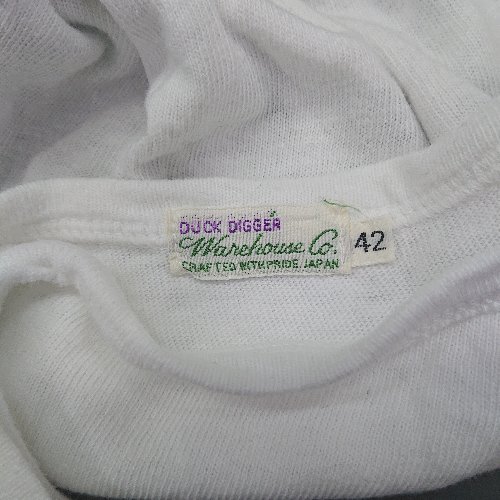 DUCK DIGGER
Warehouse Co.
CRAFTED WITH PRIDE JAPAN
42